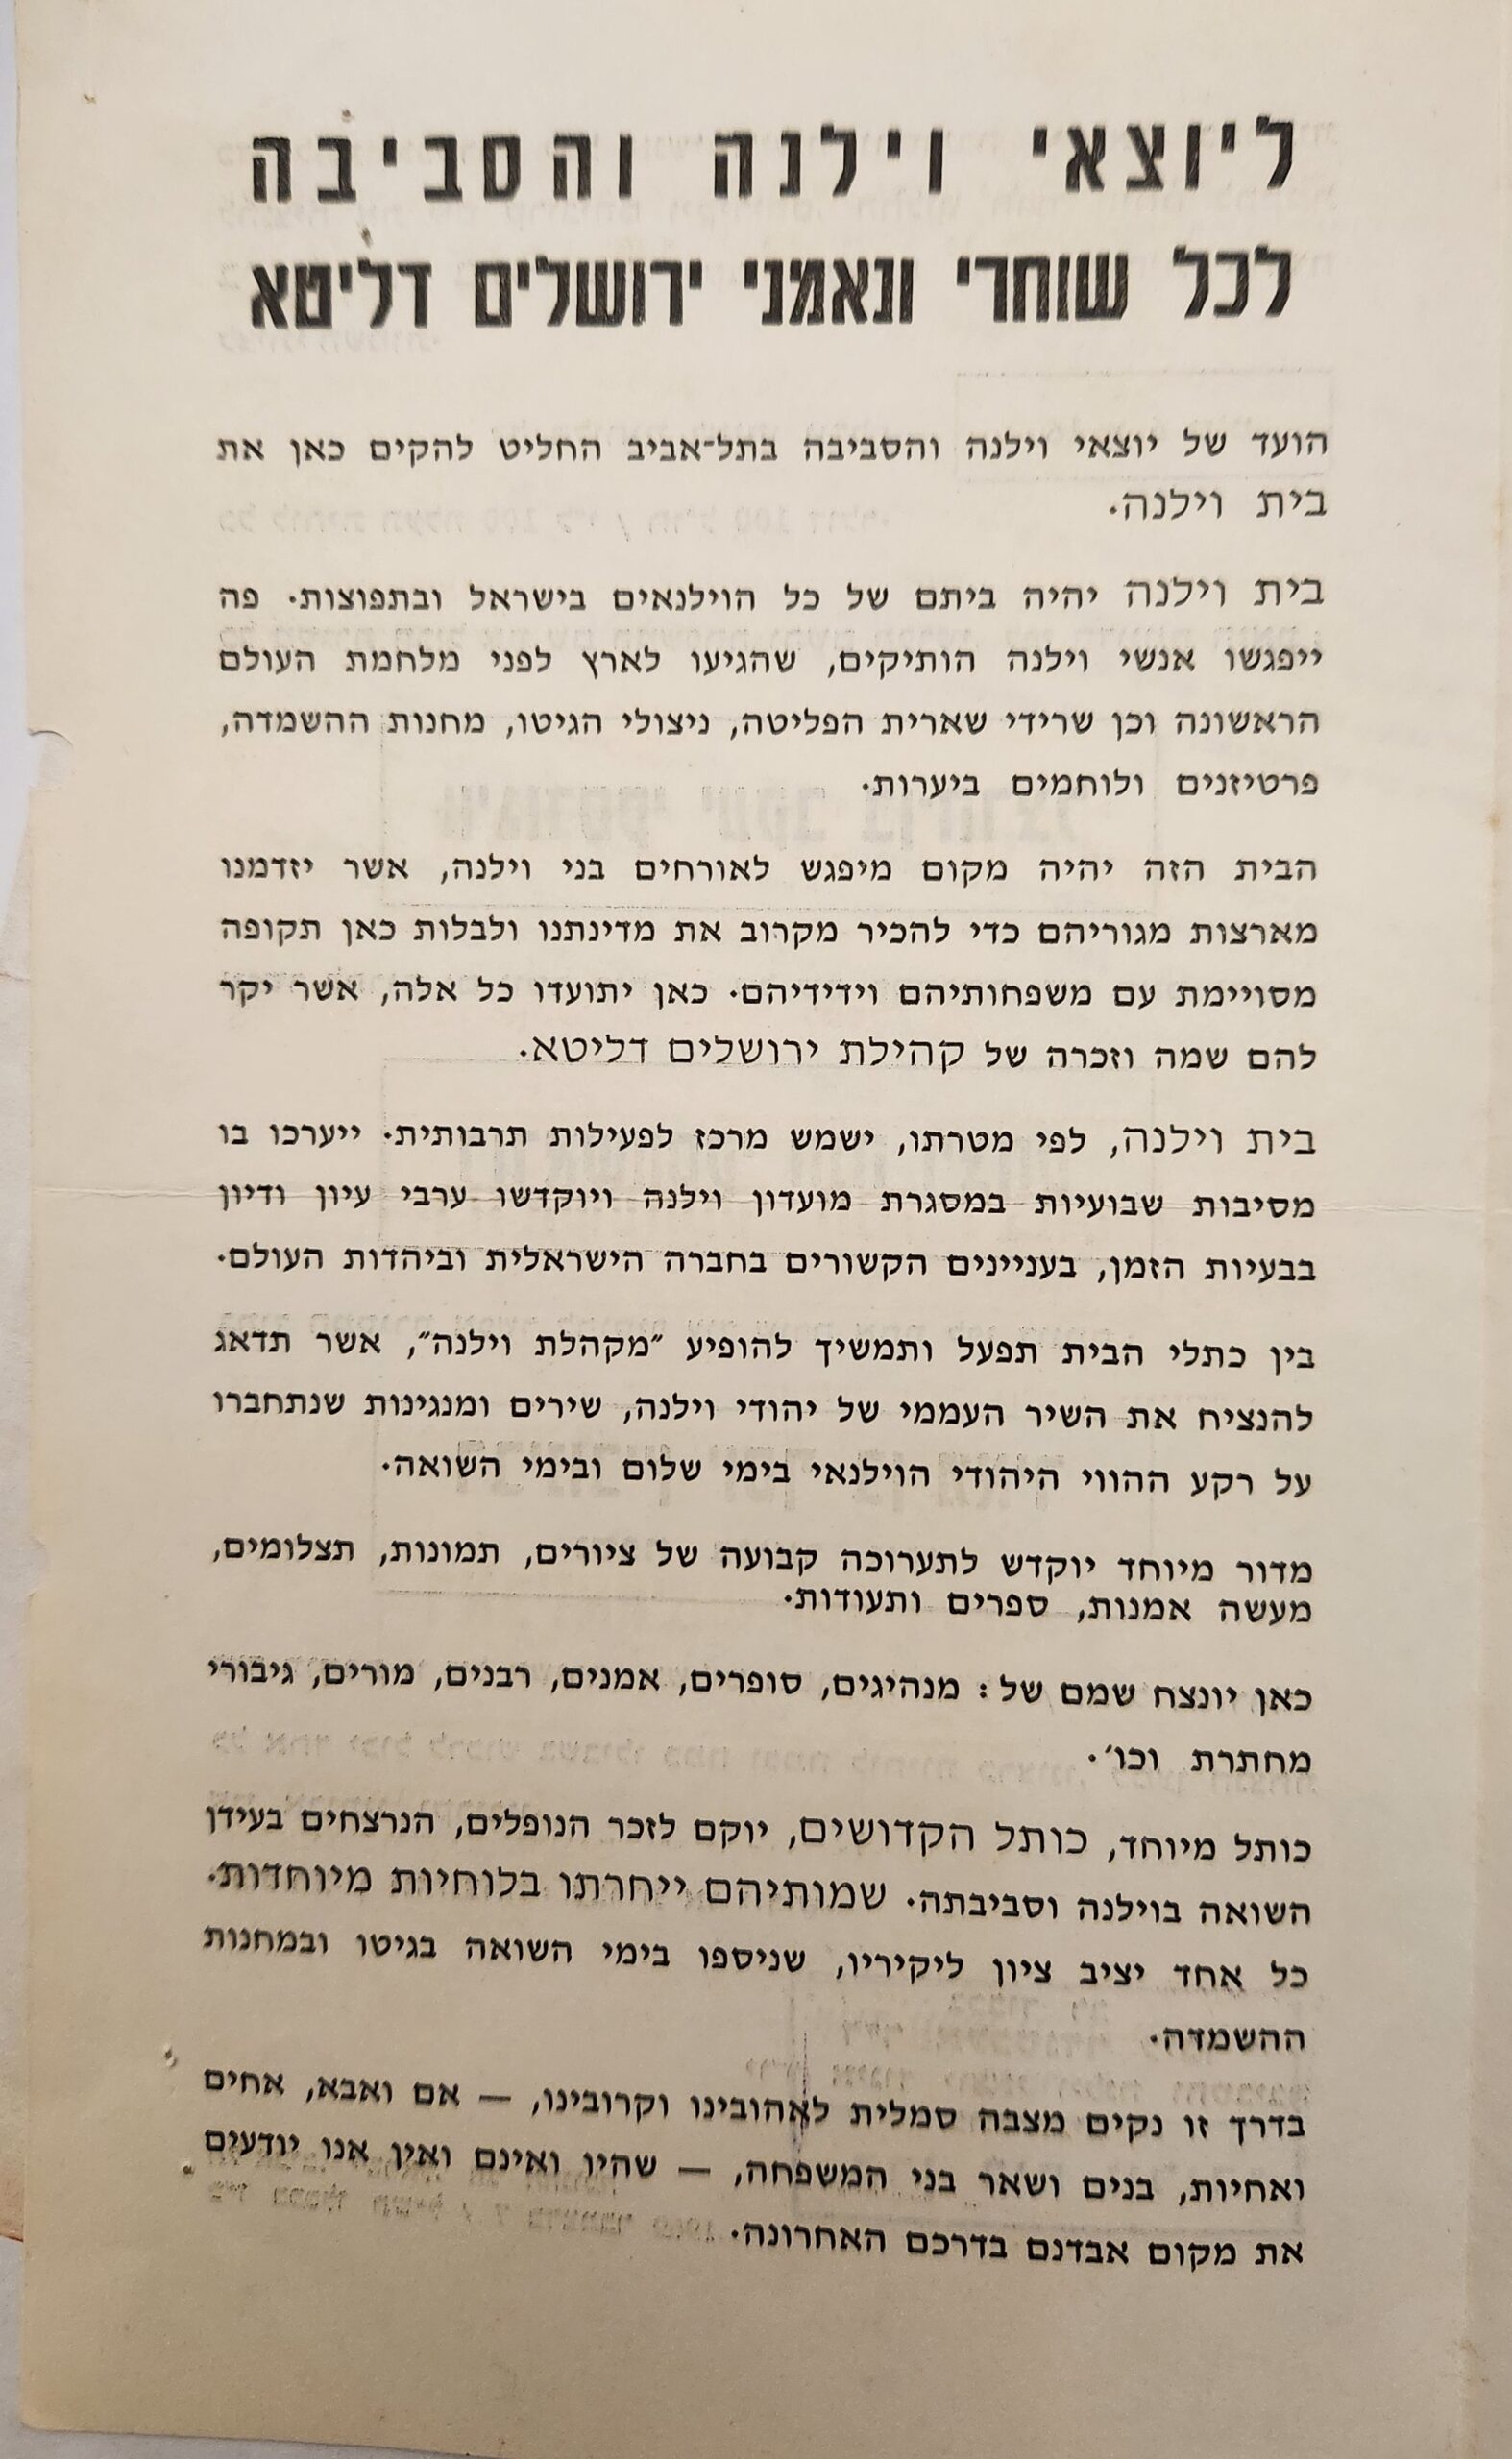 ליוצאי וילנה והסביבה
לכל שוחרי ונאמני ירושלים דליטא
הועד של יוצאי וילנה והסביבה בתל־אביב החליט להקים כאן את
בית וילנה.
בית וילנה יהיה ביתם של כל הוילנאים בישראל ובתפוצות. פה
ייפגשו אנשי וילנה הותיקים, שהגיעו לארץ לפני מלחמת העולם
הראשונה וכן שרידי שארית הפליטה, ניצולי הגיטו, מחנות ההשמדה,
פרטיזנים ולוחמים ביערות.
הבית הזה יהיה מקום מיפגש לאורחים בני וילנה, אשר יזדמנו
מארצות מגוריהם כדי להכיר מקרוב את מדינתנו ולבלות כאן תקופה
מסויימת עם משפחותיהם וידידיהם. כאן יתועדו כל אלה, אשר יקר
להם שמה וזכרה של קהילת ירושלים דליטא.
בית וילנה, לפי מטרתו, ישמש מרכז לפעילות תרבותית. ייערכו בו
מסיבות שבועיות במסגרת מועדון וילנה ויוקדשו ערבי עיון ודיון
בבעיות הזמן, בעניינים הקשורים בחברה הישראלית וביהדות העולם.
בין כתלי הבית תפעל ותמשיך להופיע ״מקהלת וילנה״, אשר תדאג
להנציח את השיר העממי של יהודי וילנה, שירים ומנגינות שנתחברו
על רקע ההווי היהודי הוילנאי בימי שלום ובימי השואה.
מדור מיוחד יוקדש לתערוכה קבועה של ציורים, תמונות, תצלומים,
מעשה אמנות, ספרים ותעודות.
כאן יונצח שמם של: מנהיגים, סופרים, אמנים, רבנים, מורים, גיבורי
מחתרת וכו׳.
כותל מיוחד, כותל הקדושים, יוקם לזכר הנופלים, הנרצחים בעידן
השואה בוילנה וסביבתה. שמותיהם ייחרתו בלוחיות מיוחדות.
כל אחד יציב ציון ליקיריו, שניספו בימי השואה בגיטו ובמחנות
ההשמדה.
בדרך זו נקים מצבה סמלית לאהובינו וקרובינו, — אם ואבא, אחים
ואחיות, בנים ושאר בני המשפחה, — שהיו ואינם ואין אנו יודעים
את מקום אבדנם בדרכם האחרונה.